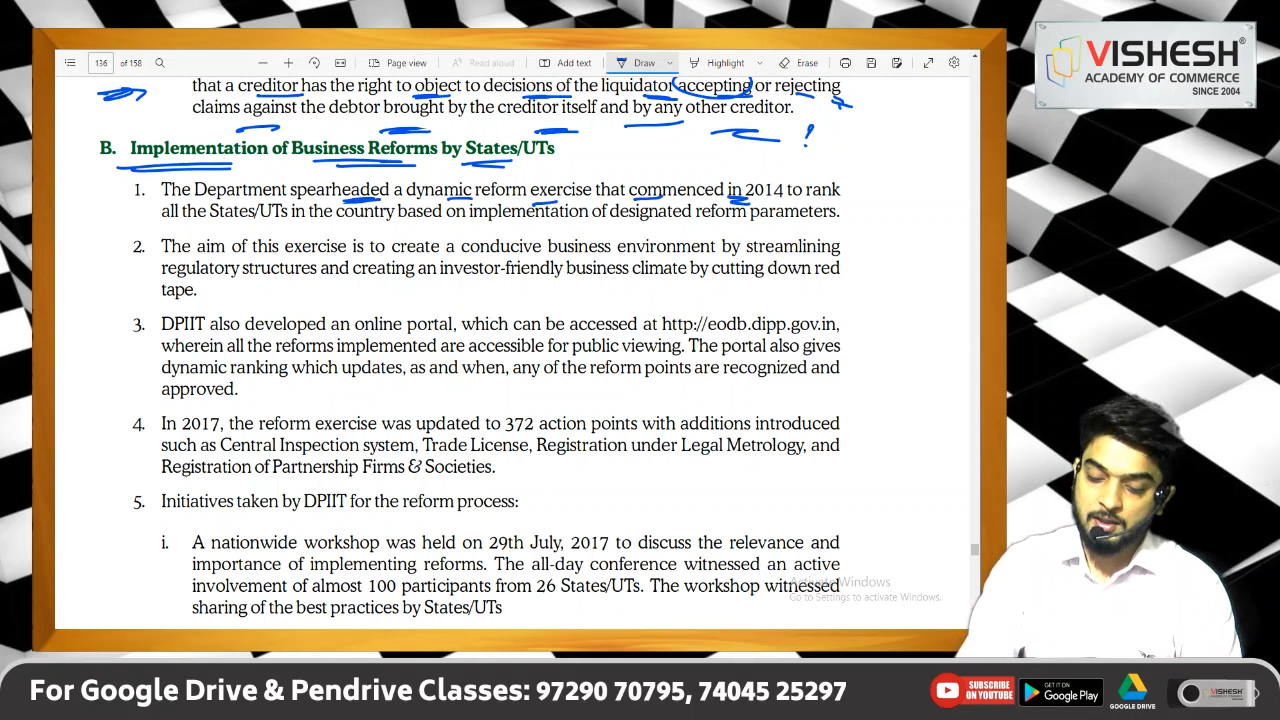 136 of 158
Page view
Read aloud
Add text
Draw
Highlight
Erase
VISHESH®
ACADEMY OF COMMERCE
SINCE 2004
that a creditor has the right to object to decisions of the liquidator accepting or rejecting
claims against the debtor brought by the creditor itself and by any other creditor.
B. Implementation of Business Reforms by States/UTs
1. The Department spearheaded a dynamic reform exercise that commenced in 2014 to rank
all the States/UTs in the country based on implementation of designated reform parameters.
2. The aim of this exercise is to create a conducive business environment by streamlining
regulatory structures and creating an investor-friendly business climate by cutting down red
tape.
3. DPIIT also developed an online portal, which can be accessed at http://eodb.dipp.gov.in,
wherein all the reforms implemented are accessible for public viewing. The portal also gives
dynamic ranking which updates, as and when, any of the reform points are recognized and
approved.
4. In 2017, the reform exercise was updated to 372 action points with additions introduced
such as Central Inspection system, Trade License, Registration under Legal Metrology, and
Registration of Partnership Firms & Societies.
5. Initiatives taken by DPIIT for the reform process:
i. A nationwide workshop was held on 29th July, 2017 to discuss the relevance and
importance of implementing reforms. The all-day conference witnessed an active
involvement of almost 100 participants from 26 States/UTs. The workshop witnessed
sharing of the best practices by States/UTs
Activate Windows
Go to Settings to activate Windows.
For Google Drive & Pendrive Classes: 97290 70795, 74045 25297
SUBSCRIBE
ON YOUTUBE
GET IT ON
Google Play
GOOGLE DRIVE
VISHESH